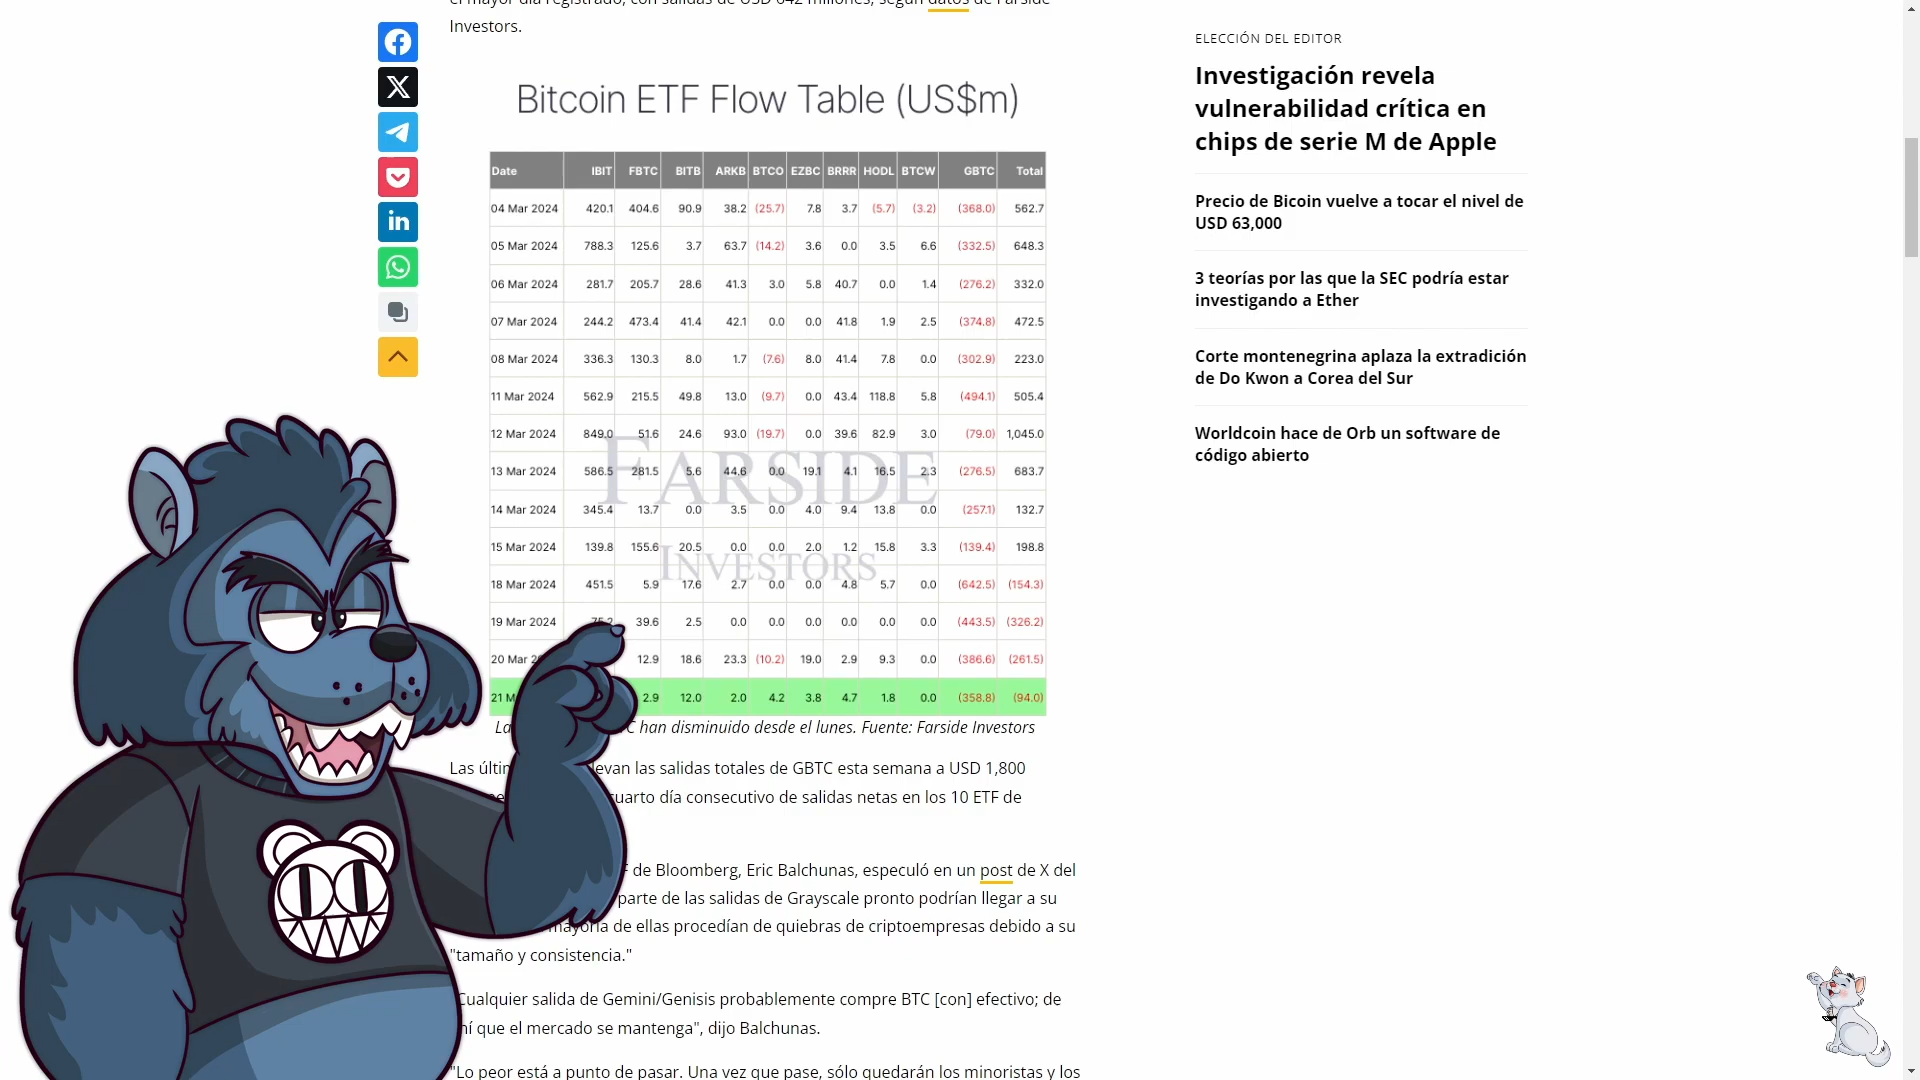 el mayor día registrado, con salidas de USD 642 millones, según datos de Farside
Investors.
Bitcoin ETF Flow Table (US$m)
Date IBIT FBTC BITB ARKB BTCO EZBC BRRR HODL BTCW GBTC Total
04 Mar 2024 420.1 404.6 90.9 38.2 (25.7) 7.8 3.7 (5.7) (3.2) (368.0) 562.7
05 Mar 2024 788.3 125.6 3.7 63.7 (14.2) 3.6 0.0 3.5 6.6 (332.5) 648.3
06 Mar 2024 281.7 205.7 28.6 41.3 3.0 5.8 40.7 0.0 1.4 (276.2) 332.0
07 Mar 2024 244.2 473.4 41.4 42.1 0.0 0.0 41.8 1.9 2.5 (374.8) 472.5
08 Mar 2024 336.3 130.3 8.0 1.7 (7.6) 8.0 41.4 7.8 0.0 (302.9) 223.0
11 Mar 2024 562.9 215.5 49.8 13.0 (9.7) 0.0 43.4 118.8 5.8 (494.1) 505.4
12 Mar 2024 849.0 51.6 24.6 93.0 (19.7) 0.0 39.6 82.9 3.0 (79.0) 1,045.0
13 Mar 2024 586.5 281.5 5.6 44.6 0.0 19.1 4.1 16.5 2.3 (276.5) 683.7
14 Mar 2024 345.4 13.7 0.0 3.5 0.0 4.0 9.4 13.8 0.0 (257.1) 132.7
15 Mar 2024 139.8 155.6 20.5 0.0 0.0 2.0 1.2 15.8 3.3 (139.4) 198.8
18 Mar 2024 451.5 5.9 17.6 2.7 0.0 0.0 4.8 5.7 0.0 (642.5) (154.3)
19 Mar 2024 75.2 39.6 2.5 0.0 0.0 0.0 0.0 0.0 0.0 (443.5) (326.2)
20 Mar 12.9 18.6 23.3 (10.2) 19.0 2.9 9.3 0.0 (386.6) (261.5)
21 2.9 12.0 2.0 4.2 3.8 4.7 1.8 0.0 (358.8) (94.0)
FARSIDE
INVESTORS
La han disminuido desde el lunes. Fuente: Farside Investors
Las las salidas totales de GBTC esta semana a USD 1,800
día consecutivo de salidas netas en los 10 ETF de
de Bloomberg, Eric Balchunas, especuló en un post de X del
parte de las salidas de Grayscale pronto podrían llegar a su
mayoría de ellas procedían de quiebras de criptoempresas debido a su
"tamaño y consistencia."
Cualquier salida de Gemini/Genisis probablemente compre BTC [con] efectivo; de
que el mercado se mantenga", dijo Balchunas.
"Lo peor está a punto de pasar. Una vez que pase, sólo quedarán los minoristas y los
ELECCIÓN DEL EDITOR
Investigación revela
vulnerabilidad crítica en
chips de serie M de Apple
Precio de Bicoin vuelve a tocar el nivel de
USD 63,000
3 teorías por las que la SEC podría estar
investigando a Ether
Corte montenegrina aplaza la extradición
de Do Kwon a Corea del Sur
Worldcoin hace de Orb un software de
código abierto